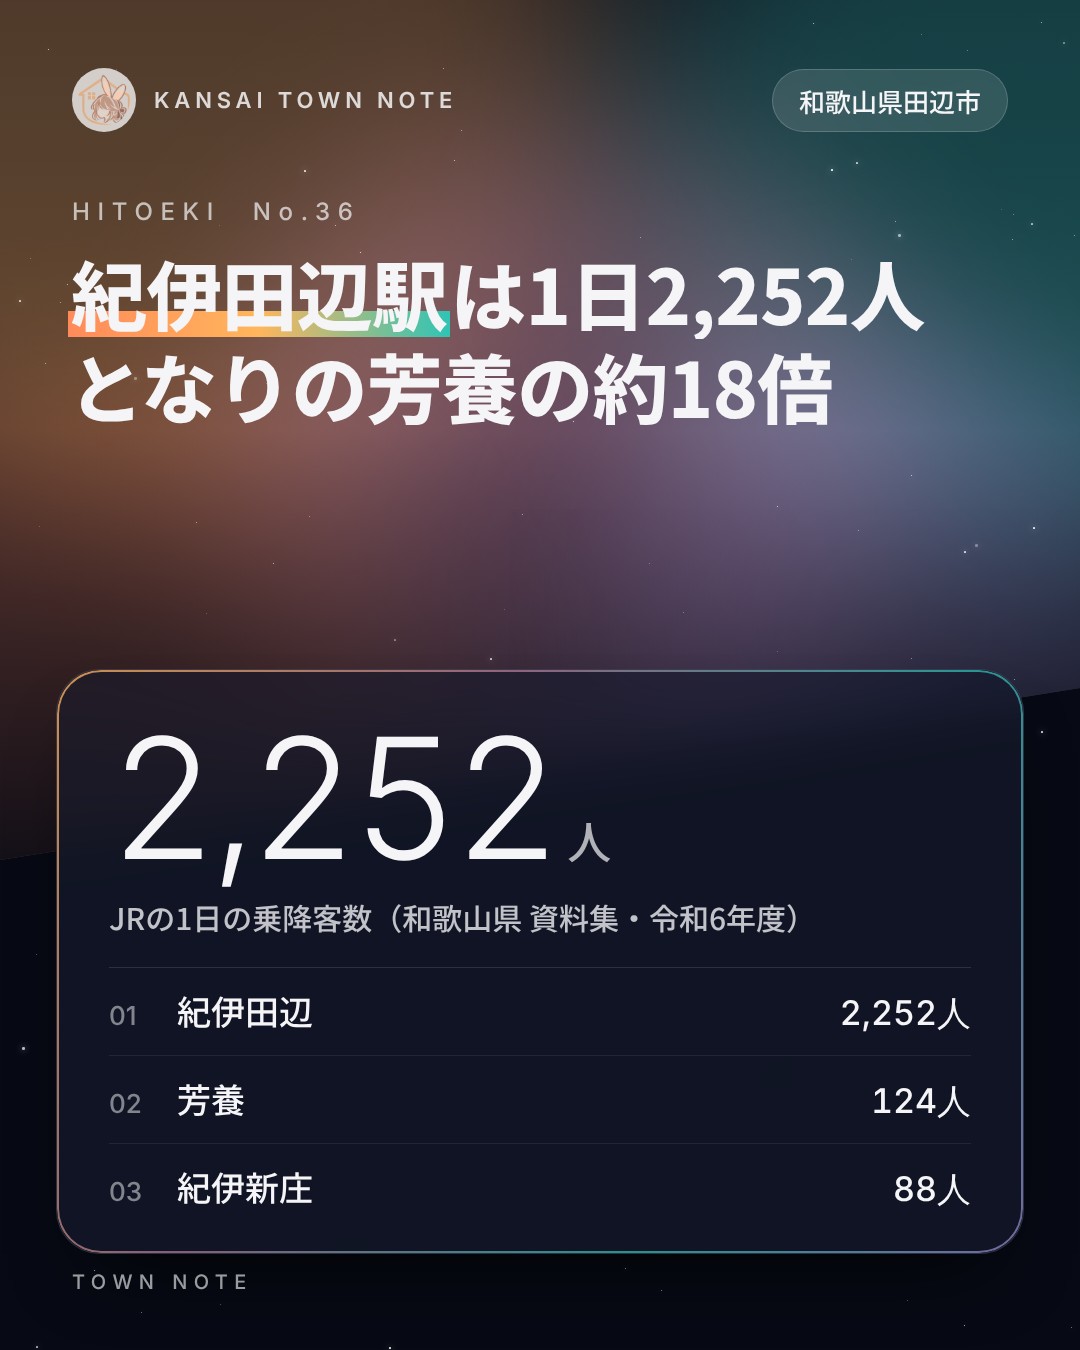 KANSAI TOWN NOTE
和歌山県田辺市
HITOEKI No.36
紀伊田辺駅は1日2,252人
となりの芳養の約18倍
2,252人
JRの1日の乗降客数（和歌山県 資料集・令和6年度）
01 紀伊田辺 2,252人
02 芳養 124人
03 紀伊新庄 88人
TOWN NOTE